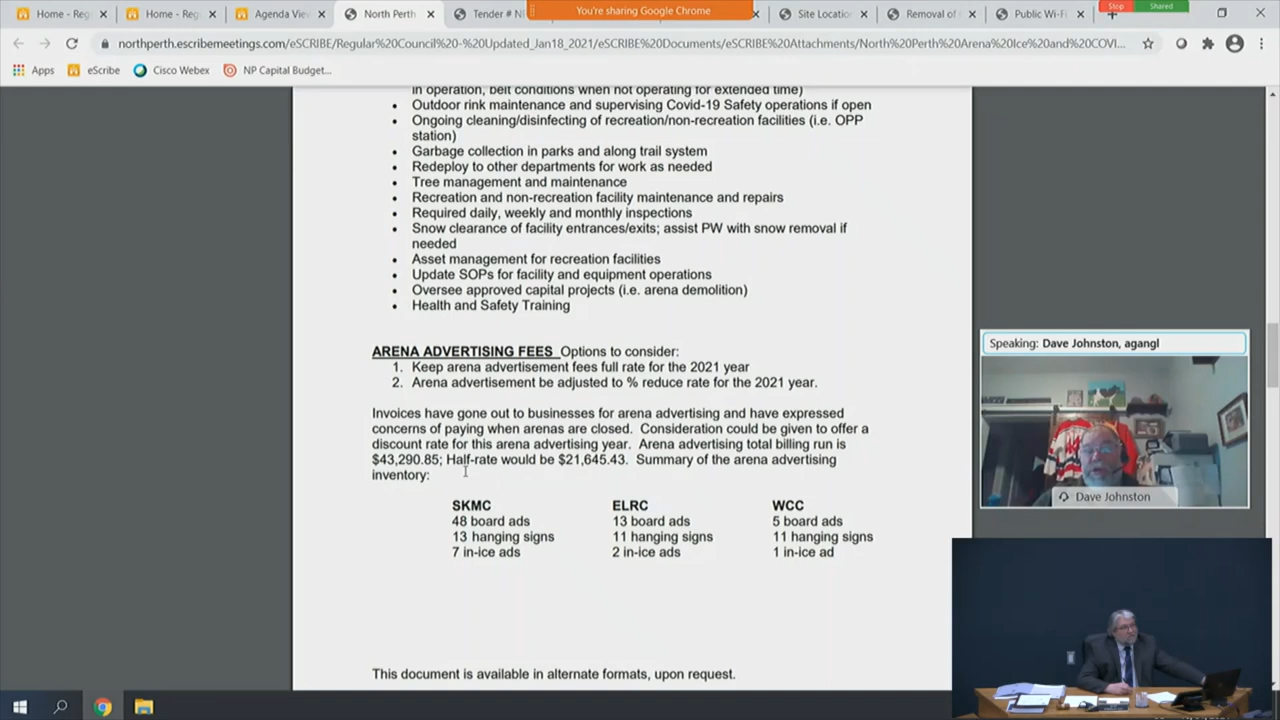 Home - Reg
Home - Reg
Agenda Vie
North Perth
Tender # N
You're sharing Google Chrome
Site Locatio
Removal of
Public Wi-F
Stop
Shared
northperth.escribemeetings.com/eSCRIBE/Regular%20Council%20-%20Updated_Jan18_2021/eSCRIBE%20Documents/eSCRIBE%20Attachments/North%20Perth%20Arena%20Ice%20and%20COVI...
Apps
eScribe
Cisco Webex
NP Capital Budget...
in operation, belt conditions when not operating for extended time)
• Outdoor rink maintenance and supervising Covid-19 Safety operations if open
• Ongoing cleaning/disinfecting of recreation/non-recreation facilities (i.e. OPP
station)
• Garbage collection in parks and along trail system
• Redeploy to other departments for work as needed
• Tree management and maintenance
• Recreation and non-recreation facility maintenance and repairs
• Required daily, weekly and monthly inspections
• Snow clearance of facility entrances/exits; assist PW with snow removal if
needed
• Asset management for recreation facilities
• Update SOPs for facility and equipment operations
• Oversee approved capital projects (i.e. arena demolition)
• Health and Safety Training
ARENA ADVERTISING FEES Options to consider:
1. Keep arena advertisement fees full rate for the 2021 year
2. Arena advertisement be adjusted to % reduce rate for the 2021 year.
Invoices have gone out to businesses for arena advertising and have expressed
concerns of paying when arenas are closed. Consideration could be given to offer a
discount rate for this arena advertising year. Arena advertising total billing run is
$43,290.85; Half-rate would be $21,645.43. Summary of the arena advertising
inventory:
SKMC ELRC WCC
48 board ads 13 board ads 5 board ads
13 hanging signs 11 hanging signs 11 hanging signs
7 in-ice ads 2 in-ice ads 1 in-ice ad
This document is available in alternate formats, upon request.
Speaking: Dave Johnston, agangl
Dave Johnston